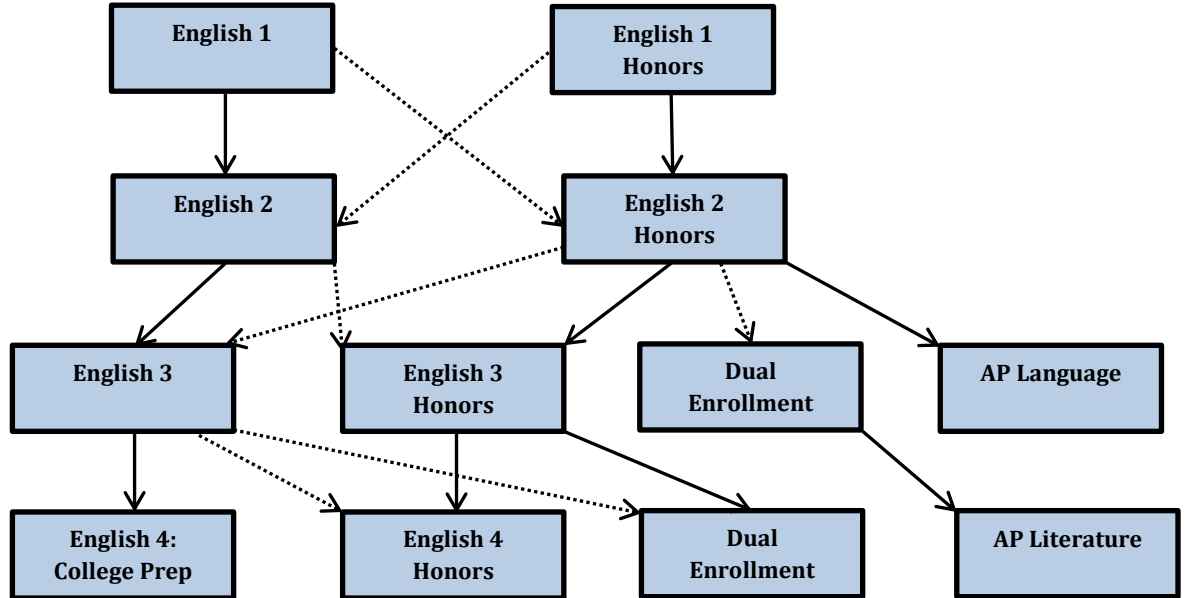 English 1
English 1
Honors
English 2
English 2
Honors
English 3
English 3
Honors
Dual
Enrollment
AP Language
English 4:
College Prep
English 4
Honors
Dual
Enrollment
AP Literature